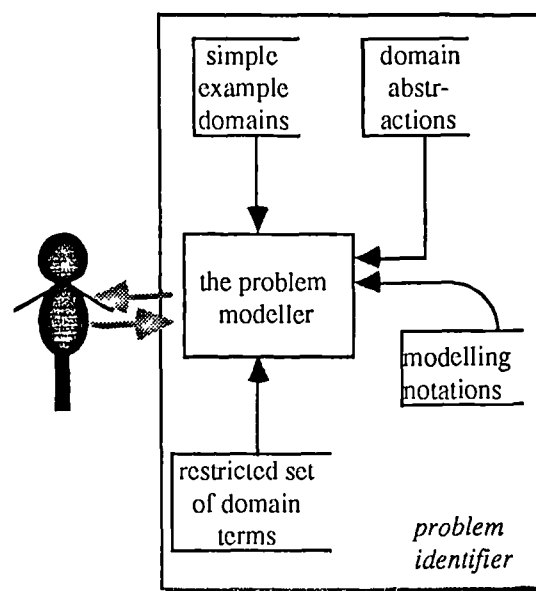 simple
example
domains
domain
abstr-
actions
the problem
modeller
modelling
notations
restricted set
of domain
terms
problem
identifier